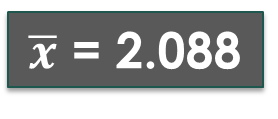 x̅ = 2.088